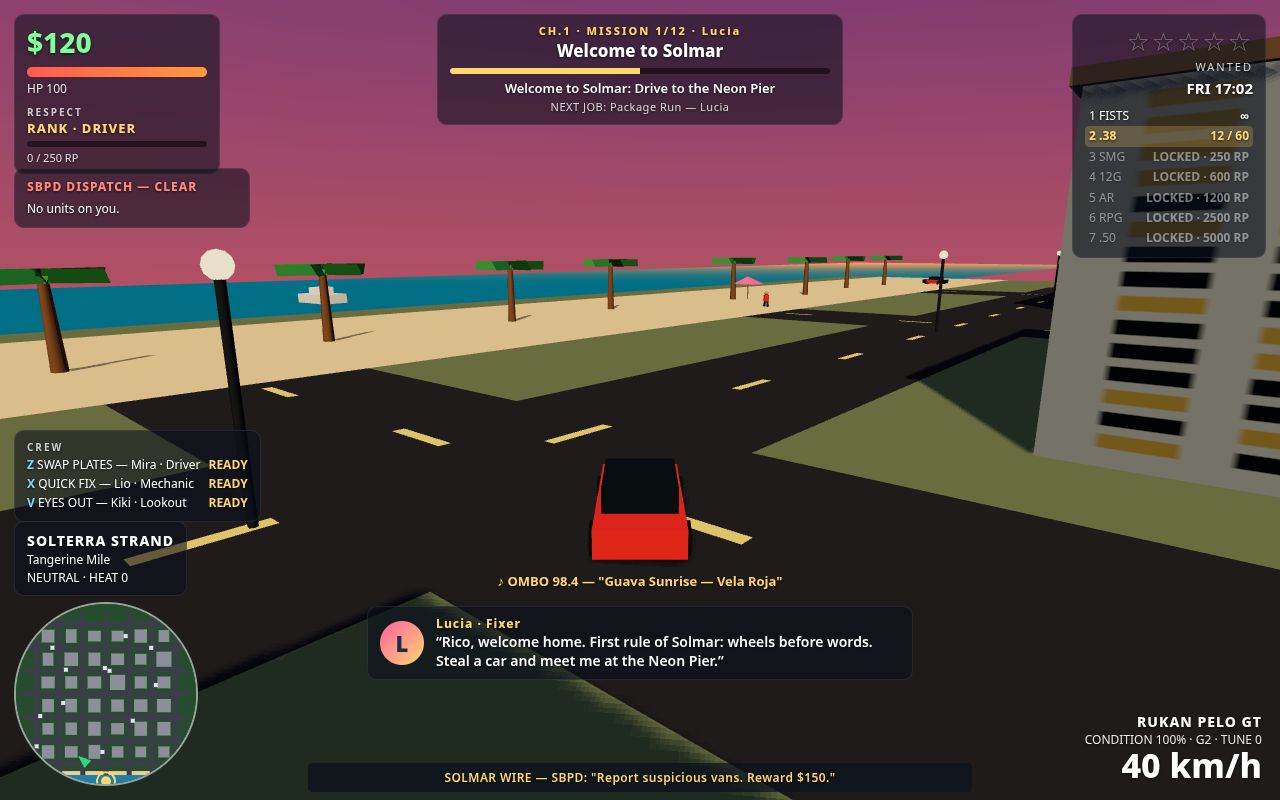 $120
HP 100
RESPECT
RANK · DRIVER
0 / 250 RP
SBPD DISPATCH — CLEAR
No units on you.
CH.1 · MISSION 1/12 · Lucia
Welcome to Solmar
Welcome to Solmar: Drive to the Neon Pier
NEXT JOB: Package Run — Lucia
☆☆☆☆☆
WANTED
FRI 17:02
1 FISTS ∞
2 .38 12 / 60
3 SMG LOCKED · 250 RP
4 12G LOCKED · 600 RP
5 AR LOCKED · 1200 RP
6 RPG LOCKED · 2500 RP
7 .50 LOCKED · 5000 RP
CREW
Z SWAP PLATES — Mira · Driver READY
X QUICK FIX — Lio · Mechanic READY
V EYES OUT — Kiki · Lookout READY
SOLTERRA STRAND
Tangerine Mile
NEUTRAL · HEAT 0
♪ OMBO 98.4 — "Guava Sunrise — Vela Roja"
L
Lucia · Fixer
”Rico, welcome home. First rule of Solmar: wheels before words.
Steal a car and meet me at the Neon Pier.”
RUKAN PELO GT
CONDITION 100% · G2 · TUNE 0
40 km/h
SOLMAR WIRE — SBPD: "Report suspicious vans. Reward $150."